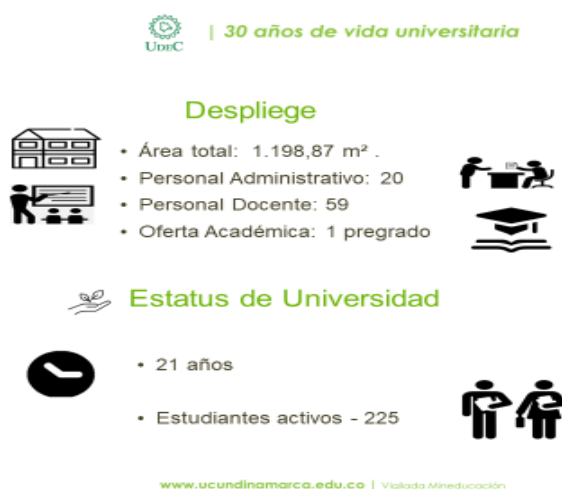 UDEC
| 30 años de vida universitaria
Despliege
• Área total: 1.198,87 m² .
• Personal Administrativo: 20
• Personal Docente: 59
• Oferta Académica: 1 pregrado
Estatus de Universidad
• 21 años
• Estudiantes activos - 225
www.ucundinamarca.edu.co | Vigilada Mineducación